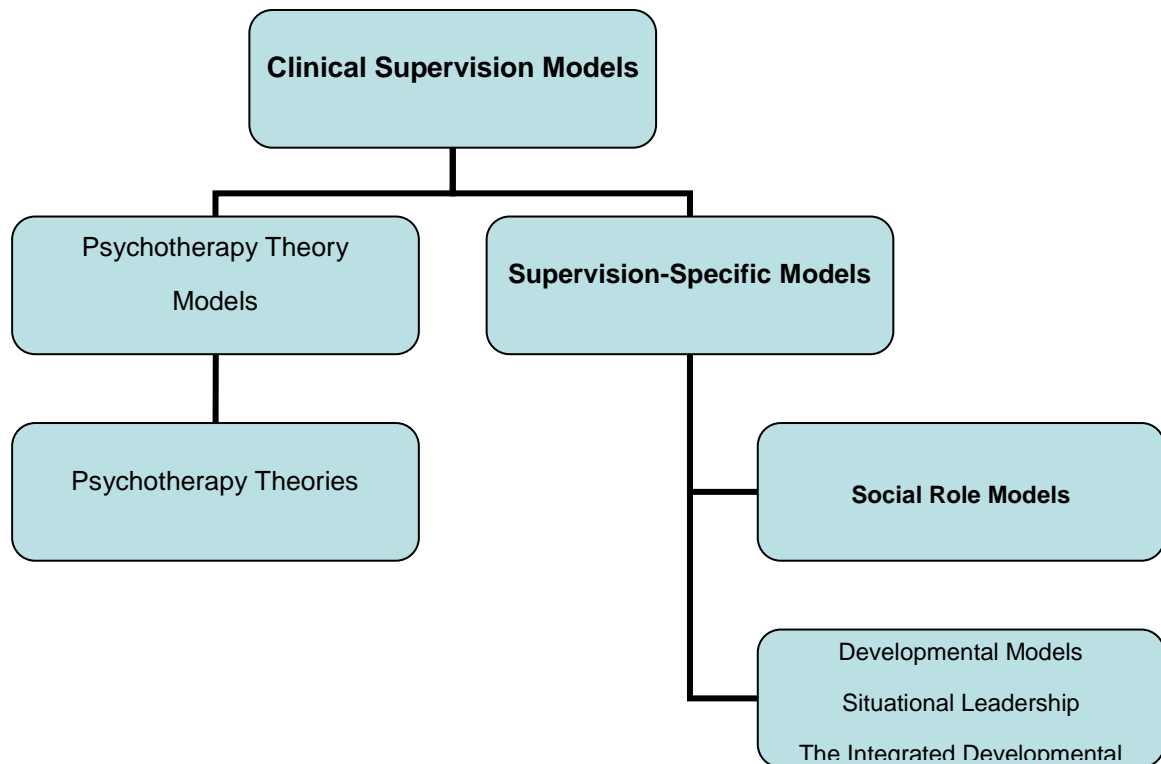 Clinical Supervision Models
Psychotherapy Theory
Models
Supervision-Specific Models
Psychotherapy Theories
Social Role Models
Developmental Models
Situational Leadership
The Integrated Developmental